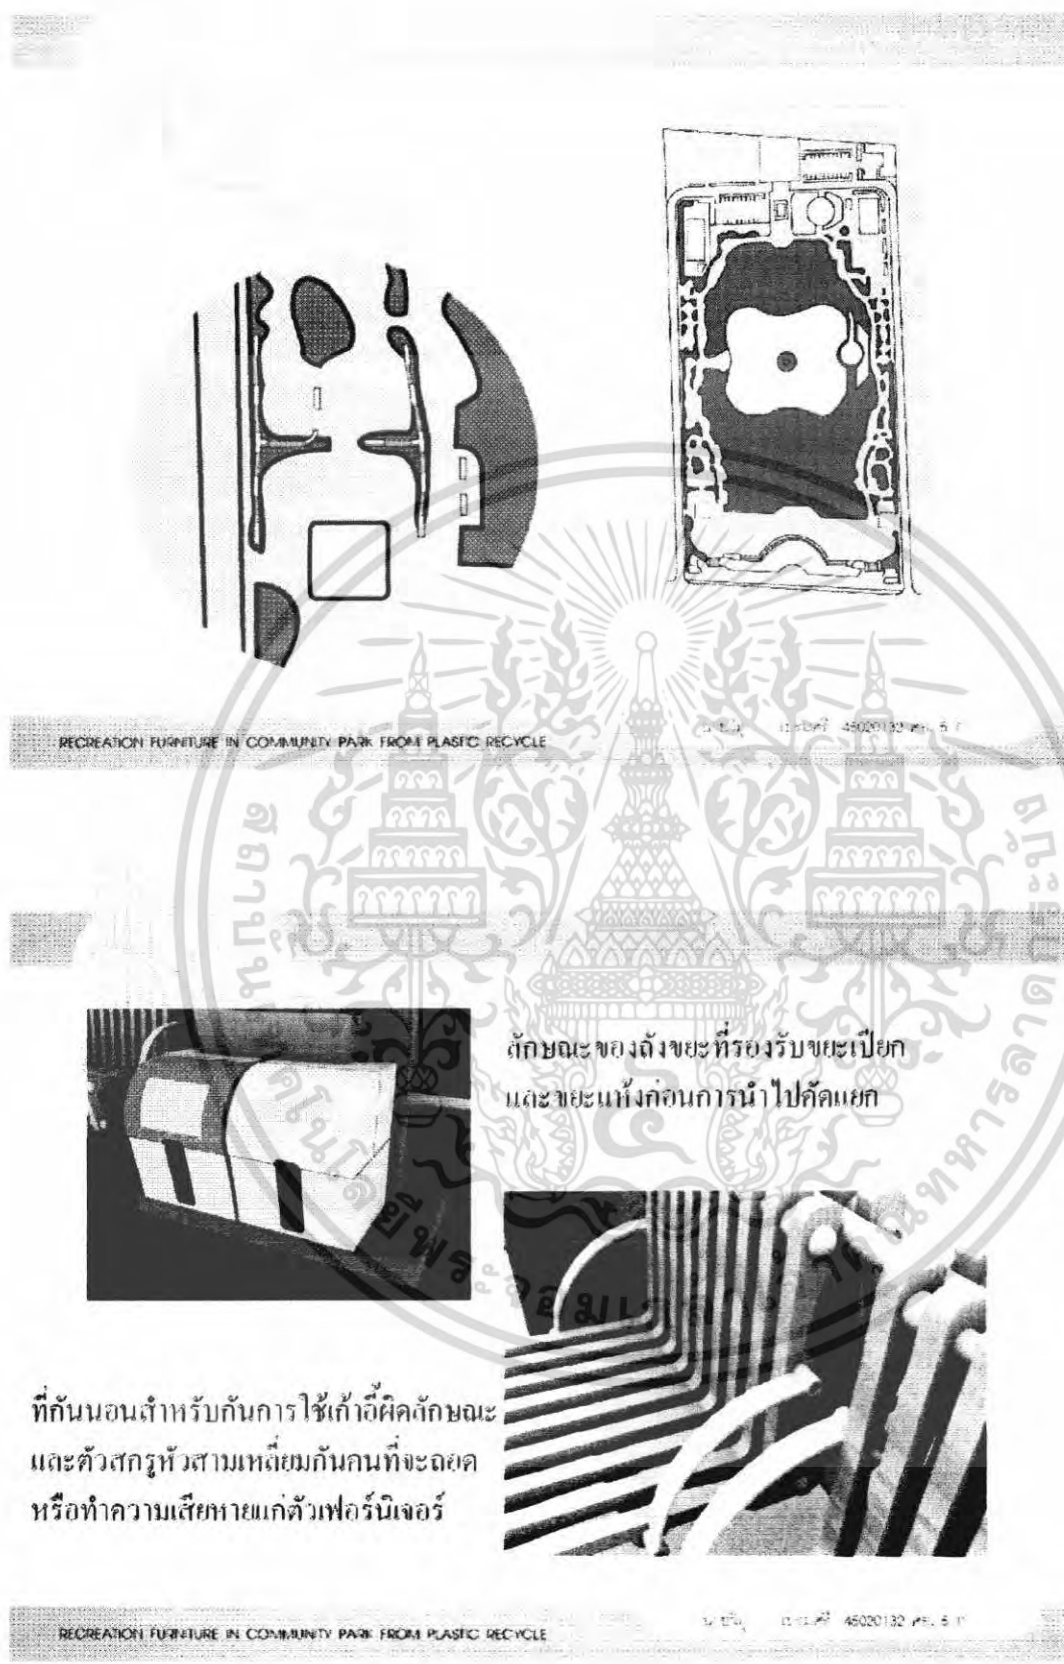 RECREATION FURNITURE IN COMMUNITY PARK FROM PLASTIC RECYCLE
46020132
ลักษณะของถังขยะที่รองรับขยะเปียก
และขยะแห้งก่อนการนำไปคัดแยก
ที่กันนอนสำหรับกันการใช้เก้าอี้ผิดลักษณะ
และตัวสกรูหัวสามเหลี่ยมกันคนที่จะถอด
หรือทำความเสียหายแก่ตัวเฟอร์นิเจอร์
RECREATION FURNITURE IN COMMUNITY PARK FROM PLASTIC RECYCLE
46020132